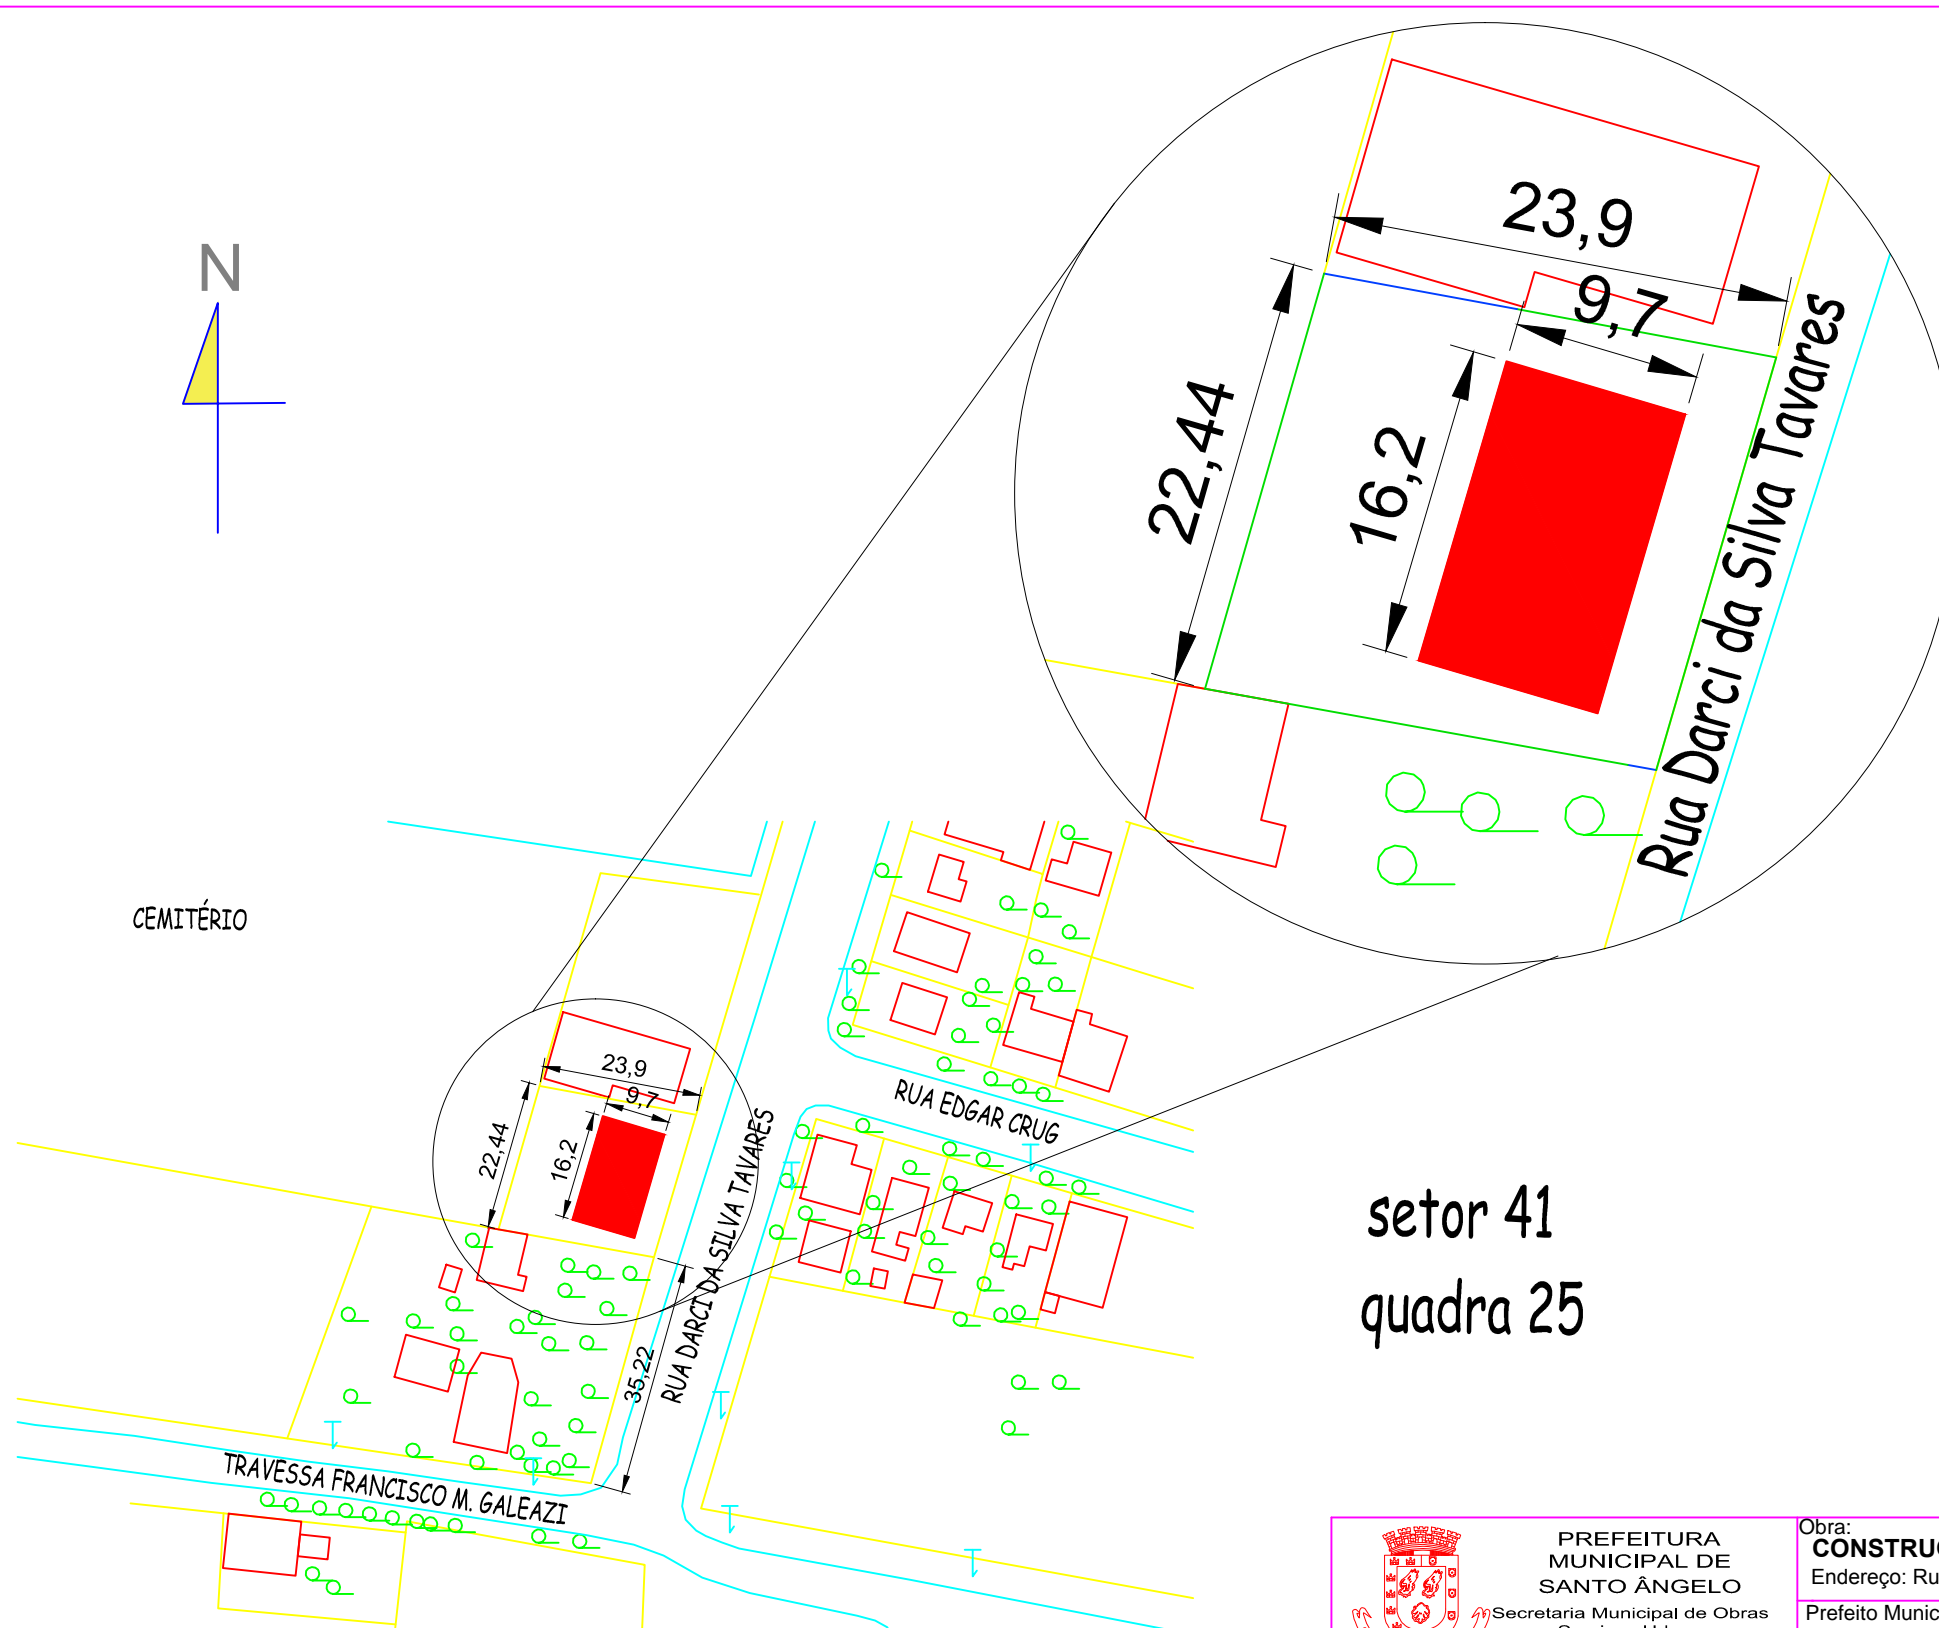 N
23,9
9,7
22,44
16,2
Rua Darci da Silva Tavares
CEMITÉRIO
23,9
9,7
22,44
16,2
RUA EDGAR CRUG
RUA DARCI DA SILVA TAVARES
35,22
TRAVESSA FRANCISCO M. GALEAZI
setor 41
quadra 25
PREFEITURA
MUNICIPAL DE
SANTO ÂNGELO
Secretaria Municipal de Obras
Obra:
Endereço:
Prefeito